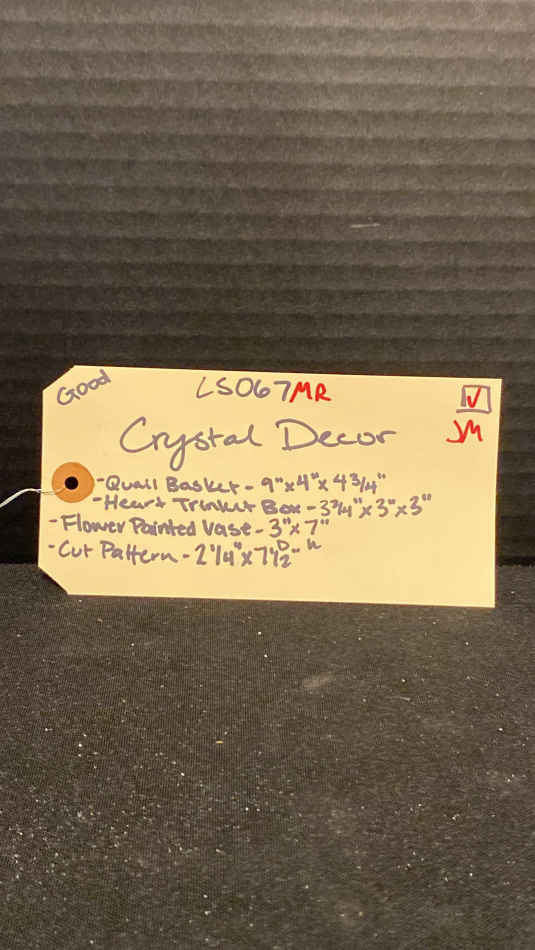 Good
LS067MR
JM
Crystal Decor
-Quail Basket - 9"x4"x4 3/4"
-Heart Trinket Box - 3 3/4"x3"x3"
-Flower Painted Vase - 3"x7"
-Cut Pattern - 2 1/4"Dx7 1/2"H